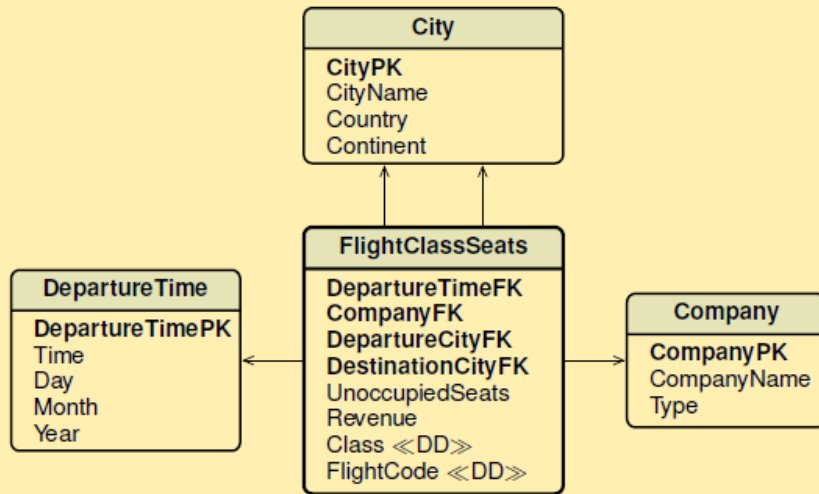 City
CityPK
CityName
Country
Continent
FlightClassSeats
DepartureTimeFK
CompanyFK
DepartureCityFK
DestinationCityFK
UnoccupiedSeats
Revenue
Class ≪DD≫
FlightCode ≪DD≫
DepartureTime
DepartureTimePK
Time
Day
Month
Year
Company
CompanyPK
CompanyName
Type